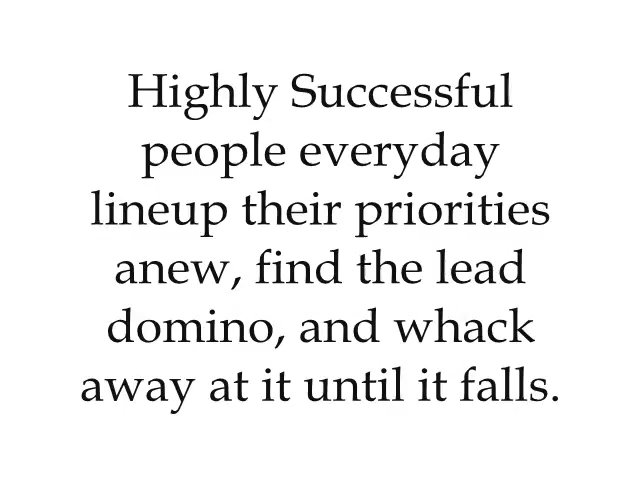 Highly Successful
people everyday
lineup their priorities
anew, find the lead
domino, and whack
away at it until it falls.